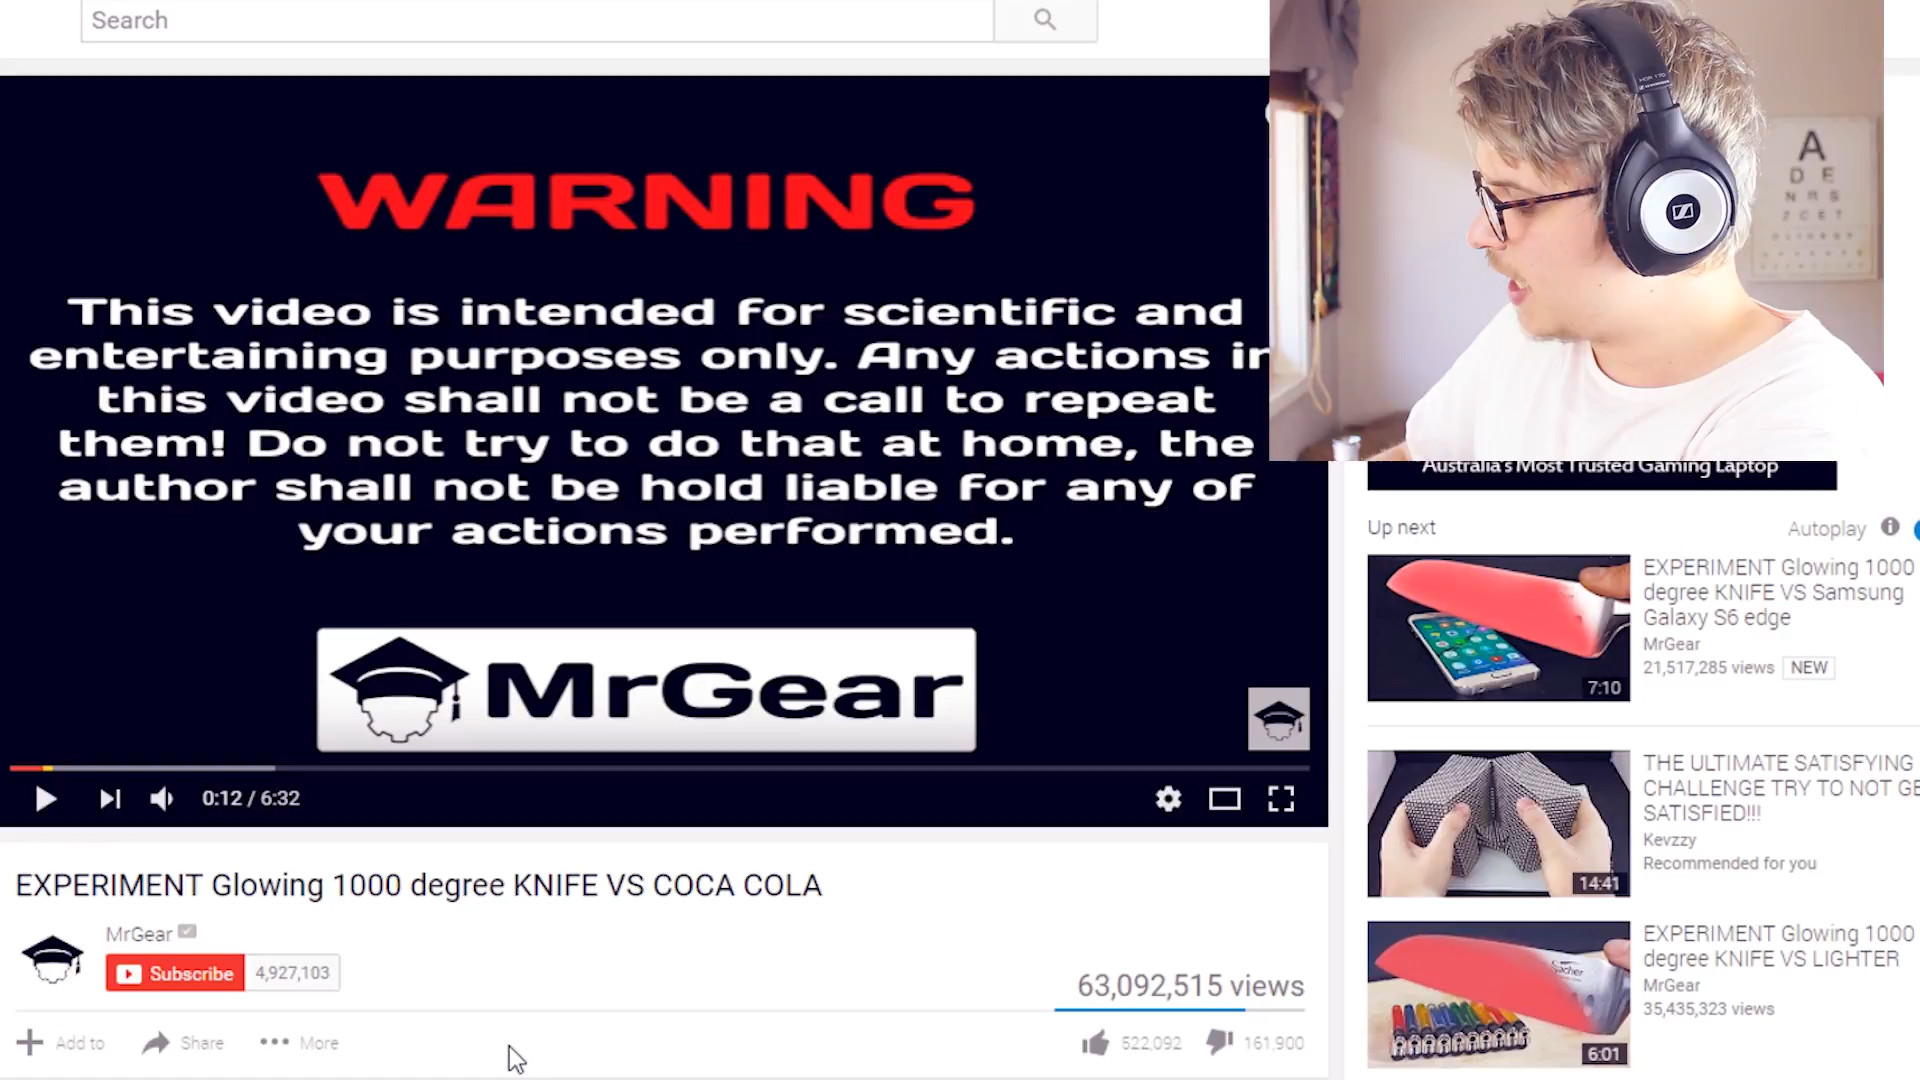 Search
WARNING
This video is intended for scientific and
entertaining purposes only. Any actions in
this video shall not be a call to repeat
them! Do not try to do that at home, the
author shall not be hold liable for any of
your actions performed.
MrGear
0:12 / 6:32
EXPERIMENT Glowing 1000 degree KNIFE VS COCA COLA
MrGear
Subscribe 4,927,103
63,092,515 views
Add to Share More
522,092 161,900
HDR 170
A
D E
Australia's Most Trusted Gaming Laptop
Up next Autoplay
EXPERIMENT Glowing 1000
degree KNIFE VS Samsung
Galaxy S6 edge
MrGear
21,517,285 views NEW
7:10
THE ULTIMATE SATISFYING
CHALLENGE TRY TO NOT GE
SATISFIED!!!
Kevzzy
Recommended for you
14:41
EXPERIMENT Glowing 1000
degree KNIFE VS LIGHTER
MrGear
35,435,323 views
6:01